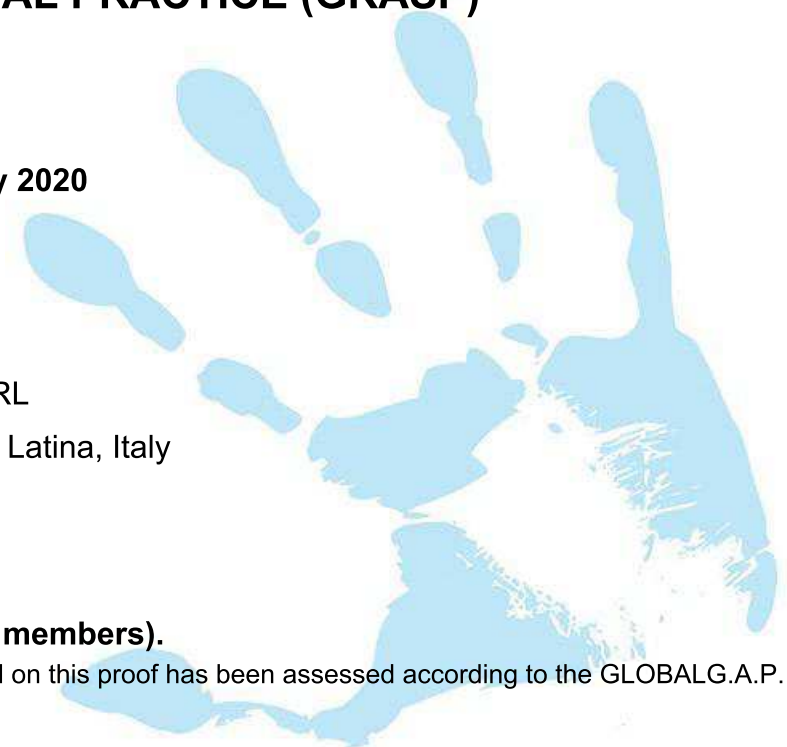 AL PRACTICE (GRASP)
y 2020
RL
Latina, Italy
members).
on this proof has been assessed according to the GLOBALG.A.P.